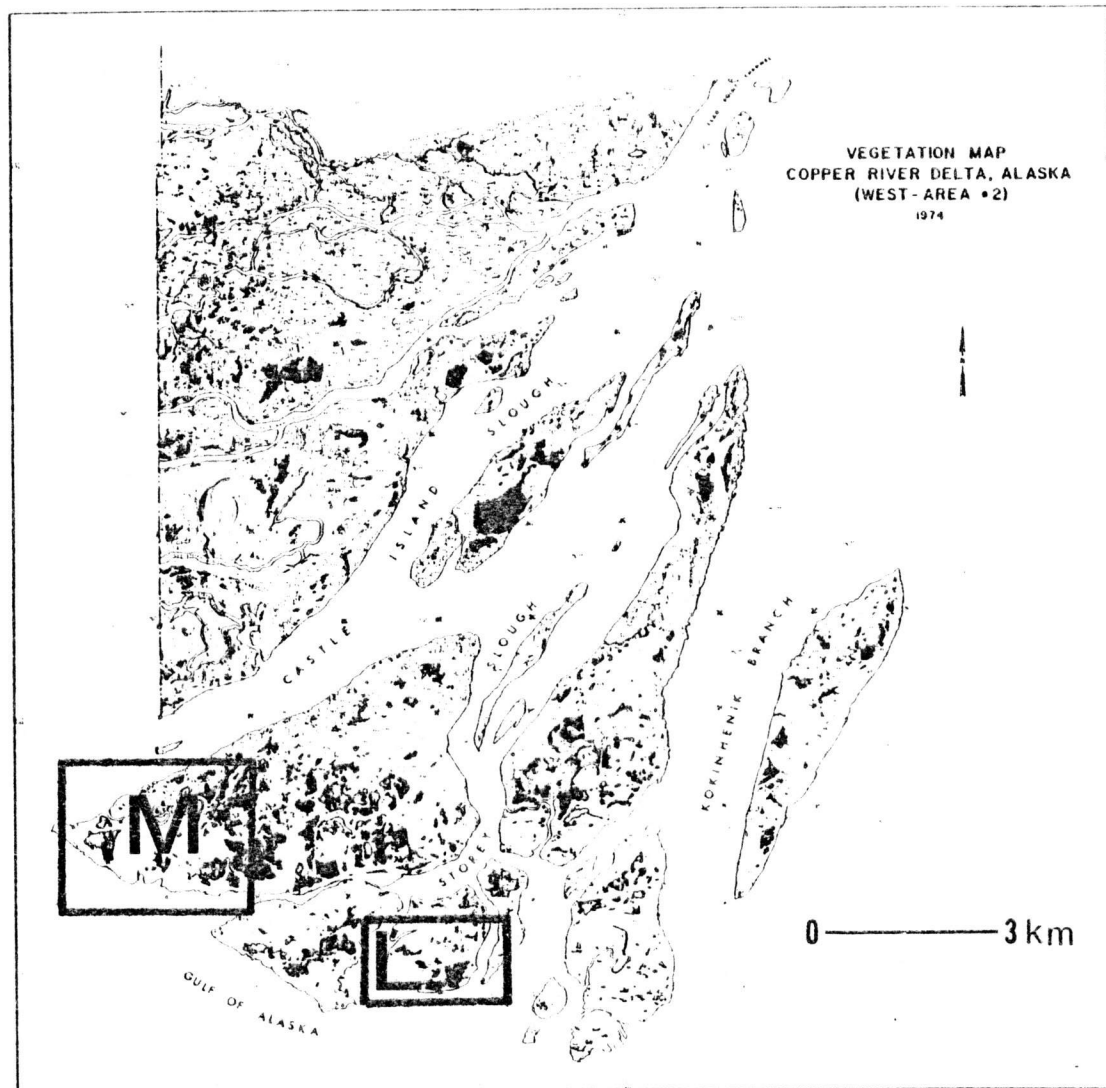 VEGETATION MAP
COPPER RIVER DELTA, ALASKA
(WEST-AREA •2)
1974
CASTLE ISLAND SLOUGH
STOREY SLOUGH
KOKINHENIK BRANCH
M
L
GULF OF ALASKA
0 3 km